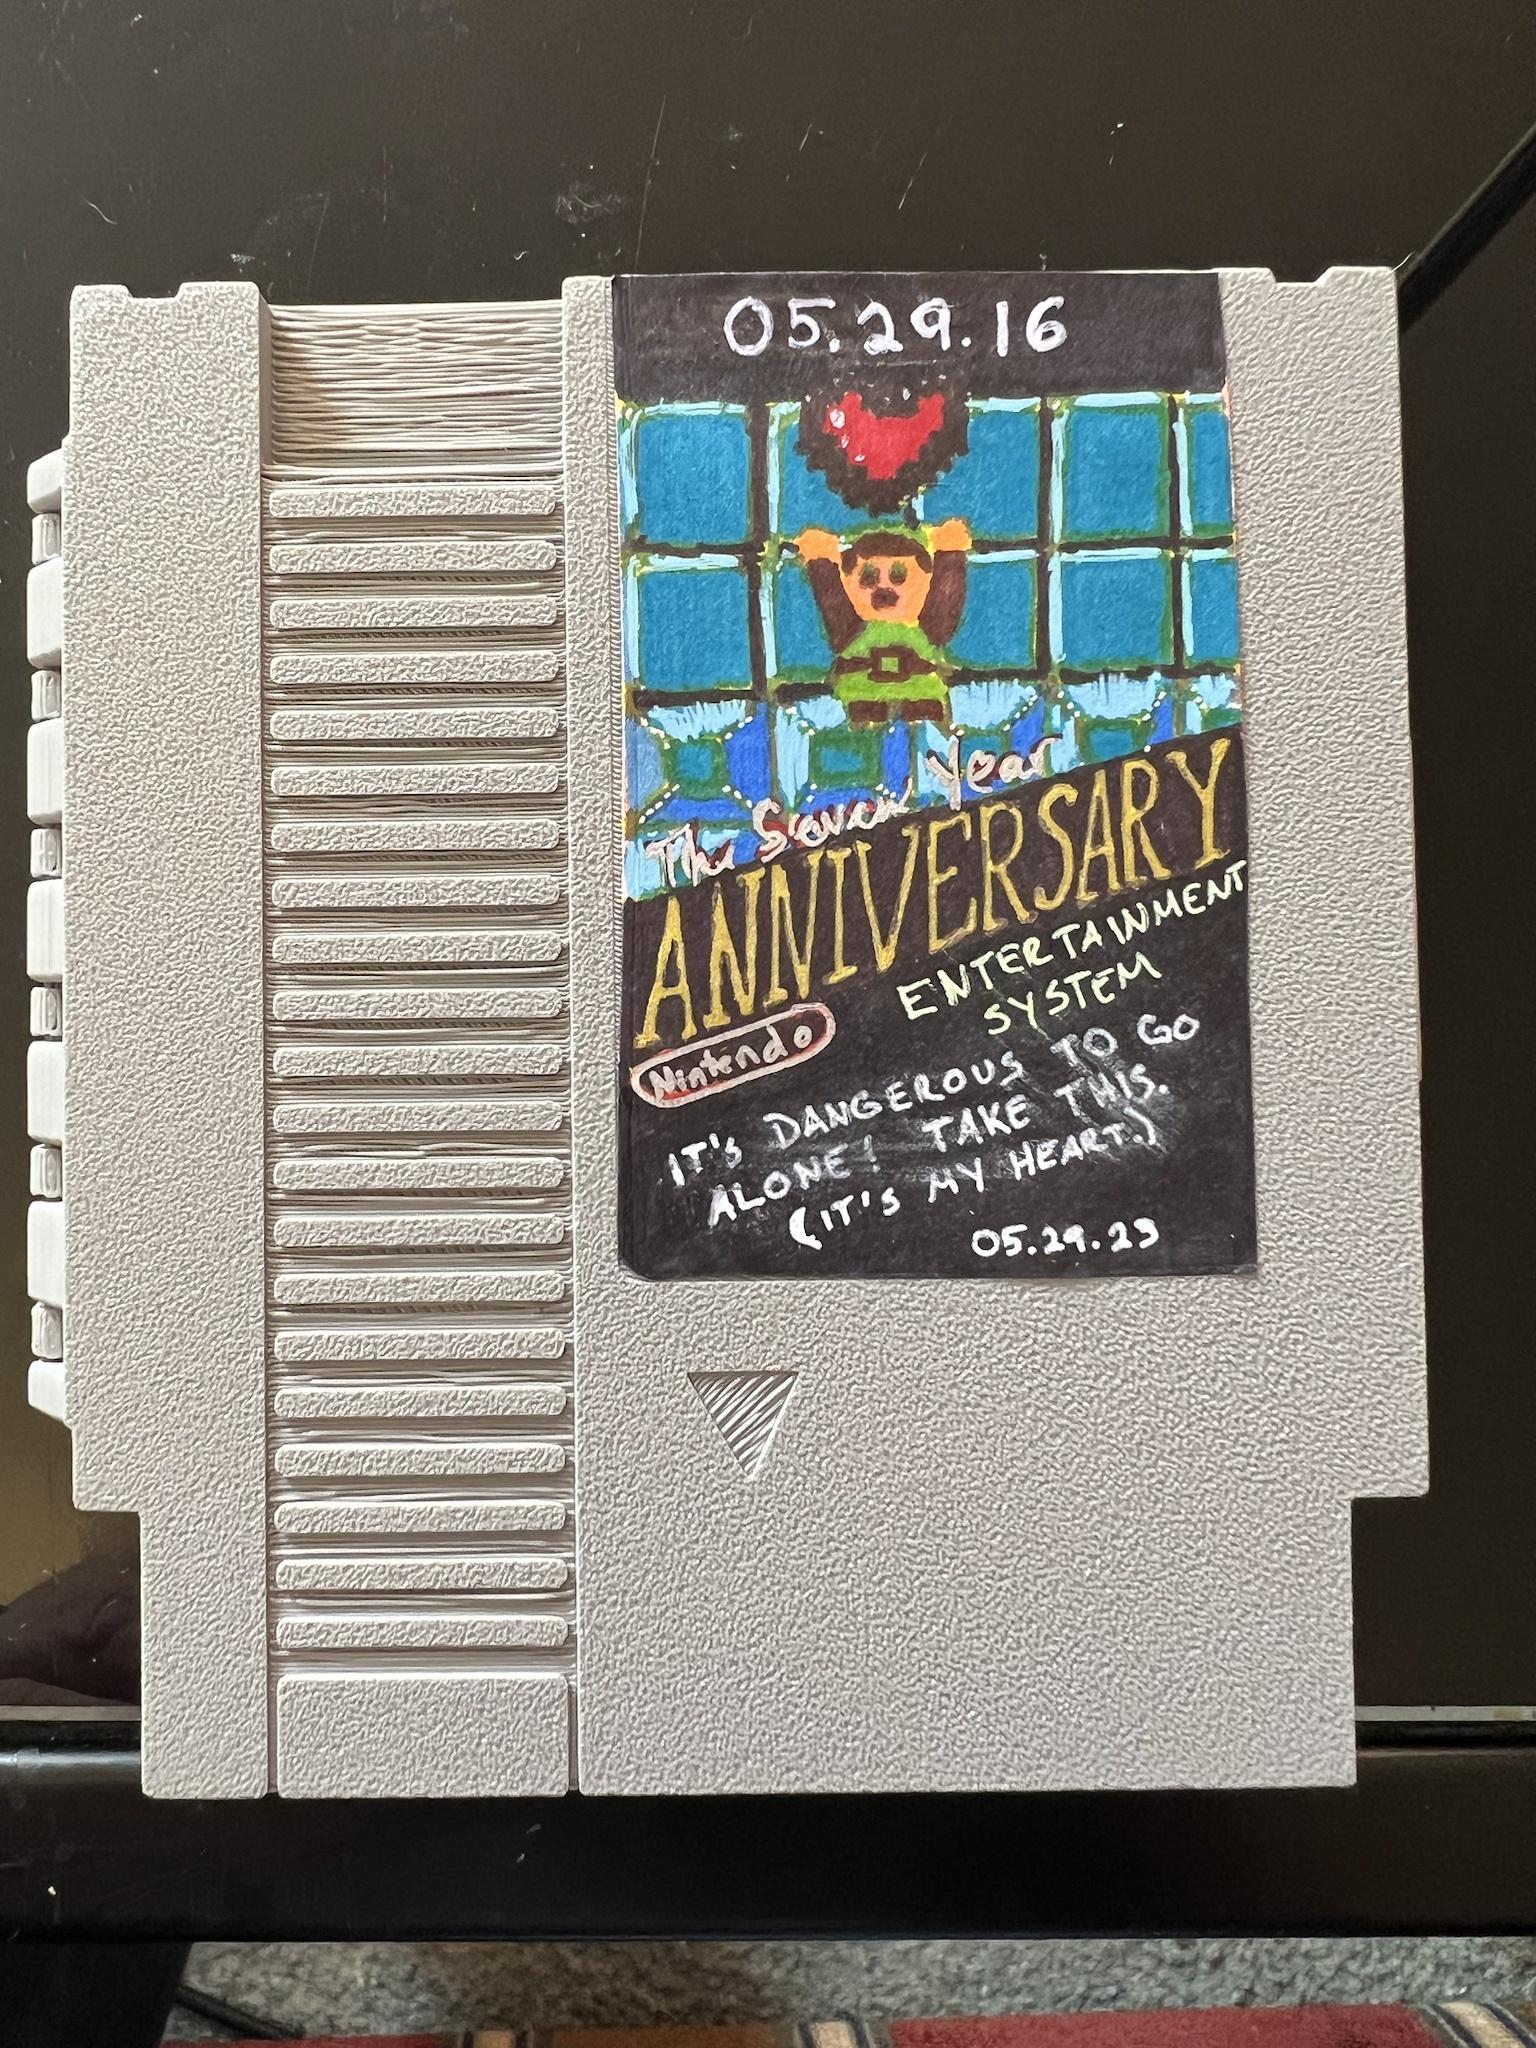 05.29.16
The Seven Year
ANNIVERSARY
ENTERTAINMENT
SYSTEM
Nintendo
IT'S DANGEROUS TO GO
ALONE! TAKE THIS.
(IT'S MY HEART.)
05.29.23